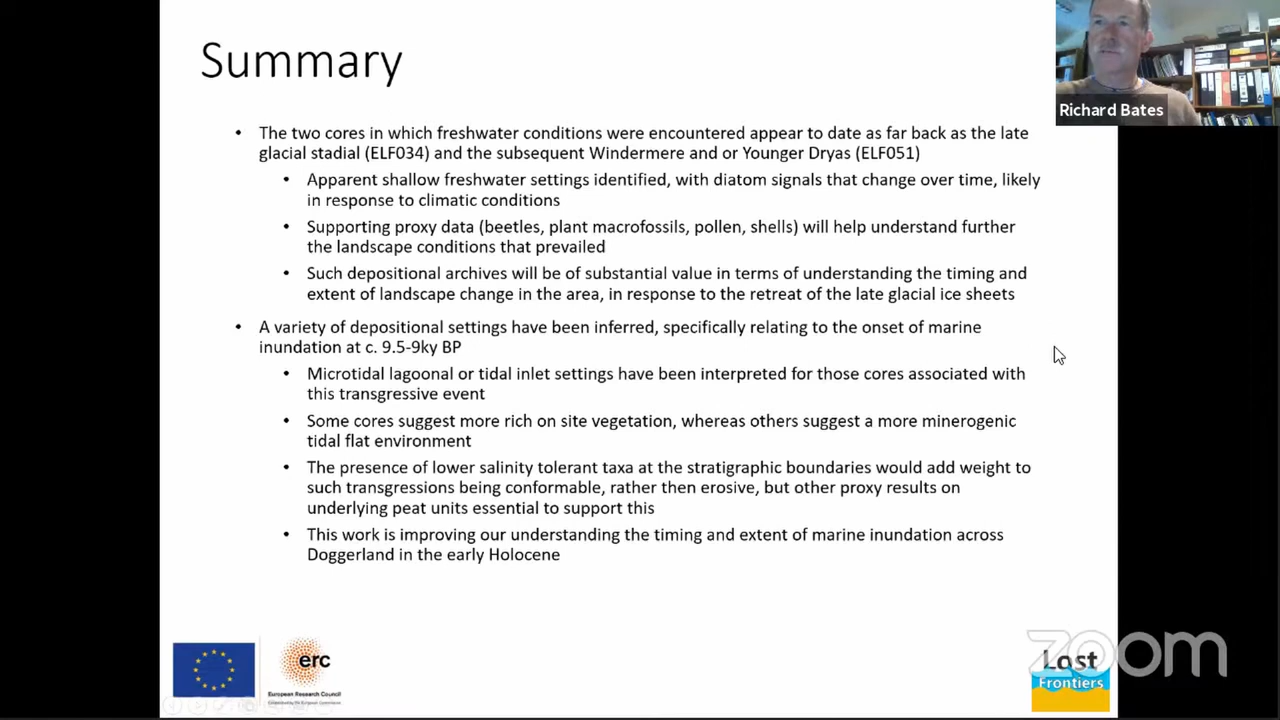 Summary
Richard Bates
• The two cores in which freshwater conditions were encountered appear to date as far back as the late
glacial stadial (ELF034) and the subsequent Windermere and or Younger Dryas (ELF051)
• Apparent shallow freshwater settings identified, with diatom signals that change over time, likely
in response to climatic conditions
• Supporting proxy data (beetles, plant macrofossils, pollen, shells) will help understand further
the landscape conditions that prevailed
• Such depositional archives will be of substantial value in terms of understanding the timing and
extent of landscape change in the area, in response to the retreat of the late glacial ice sheets
• A variety of depositional settings have been inferred, specifically relating to the onset of marine
inundation at c. 9.5-9ky BP
• Microtidal lagoonal or tidal inlet settings have been interpreted for those cores associated with
this transgressive event
• Some cores suggest more rich on site vegetation, whereas others suggest a more minerogenic
tidal flat environment
• The presence of lower salinity tolerant taxa at the stratigraphic boundaries would add weight to
such transgressions being conformable, rather then erosive, but other proxy results on
underlying peat units essential to support this
• This work is improving our understanding the timing and extent of marine inundation across
Doggerland in the early Holocene
erc
European Research Council
zoom
Lost
Frontiers